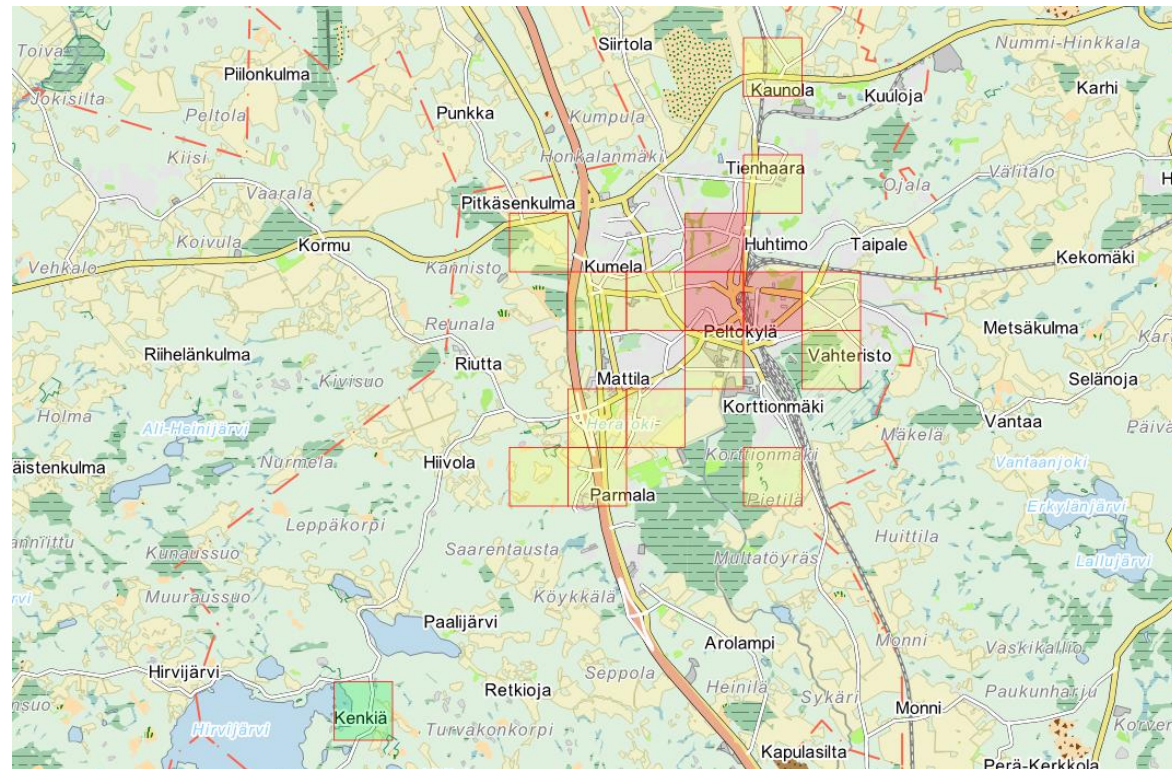 Siirtola
Nummi-Hinkkala
Toiva
Piilonkulma
Kaunola
Kuuloja
Karhi
Jokisilta
Peltola
Punkka
Kumpula
Kiisi
Honkalanmäki
Tienhaara
Välitalo
Vaarala
Ojala
Pitkäsenkulma
Koivula
Kormu
Huhtimo
Taipale
Kekomäki
Vehkalo
Kannisto
Kumela
Reunala
Peltokylä
Metsäkulma
Riihelänkulma
Riutta
Vahteristo
Kivisuo
Mattila
Selänoja
Holma
Korttionmäki
Ali-Heinijärvi
Herajoki
Vantaa
Mäkelä
Nurmela
Hiivola
Korttionmäki
Vantaanjoki
äistenkulma
Parmala
Pietilä
Erkylänjärvi
Leppäkorpi
Huittila
Kunaussuo
Saarentausta
Multatöyräs
Lallujärvi
Muuraussuo
Köykkälä
Paalijärvi
Arolampi
Monni
Vaskikallio
Hirvijärvi
Seppola
Retkioja
Heinilä
Sykäri
Paukunharju
Kenkiä
Monni
Hirvijärvi
Turvakonkorpi
Kapulasilta
Perä-Kerkkola